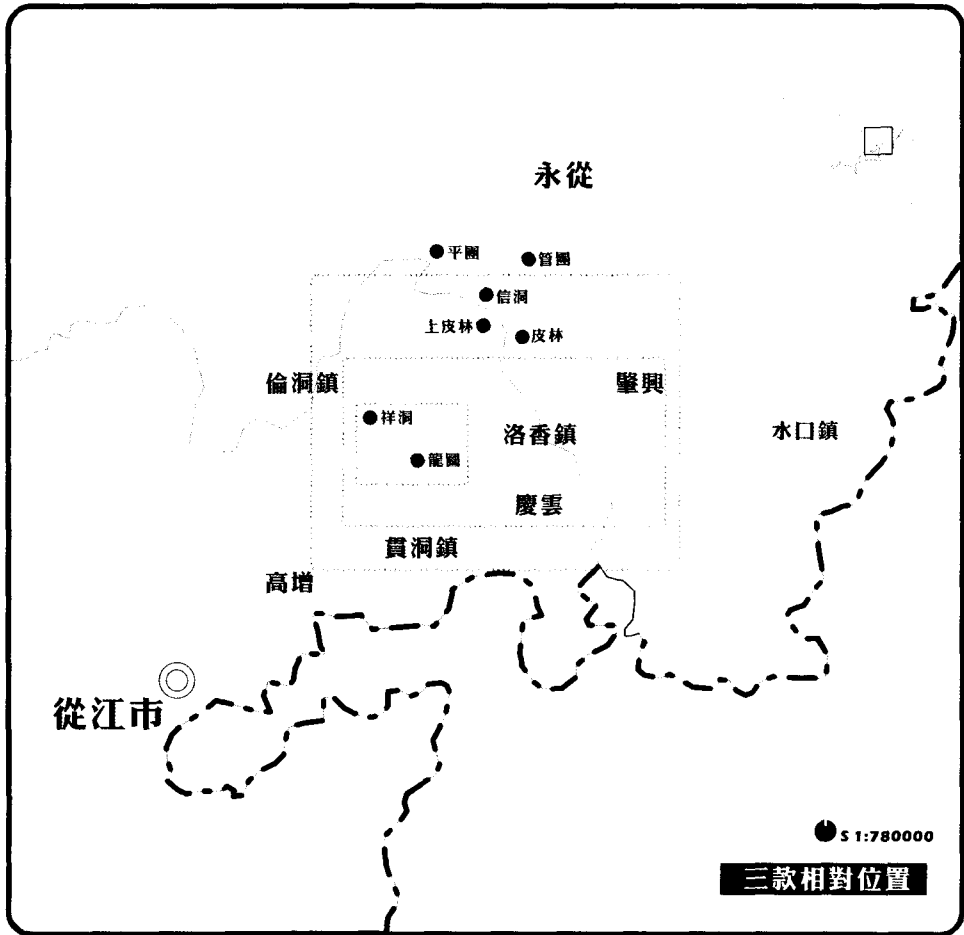 永從
平團
管團
信洞
上皮林
皮林
倫洞鎮
肇興
祥洞
洛香鎮
水口鎮
龍圖
慶雲
貫洞鎮
高增
從江市
S 1:780000
三款相對位置